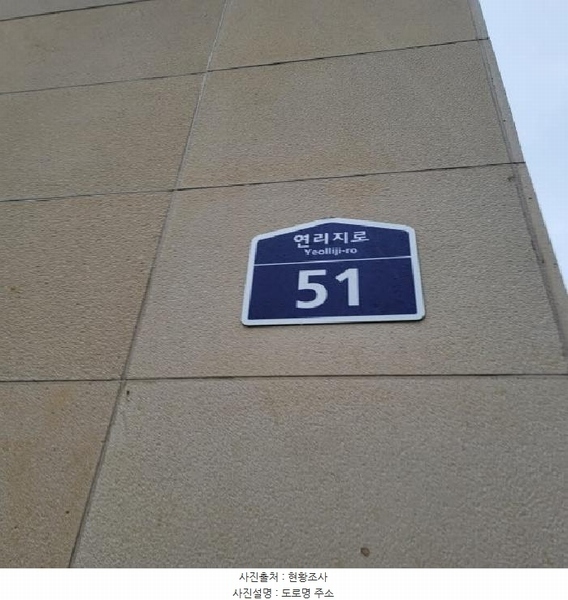 연리지로
Yeolliji-ro
51
사진출처 : 현황조사
사진설명 : 도로명 주소